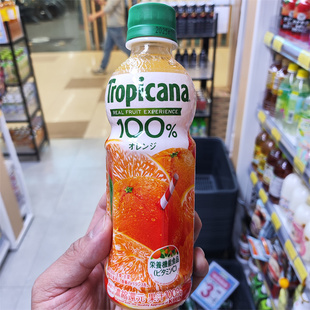 Tropicana
REAL FRUIT EXPERIENCE
100%
オレンジ
栄養機能食品
(ビタミンC)